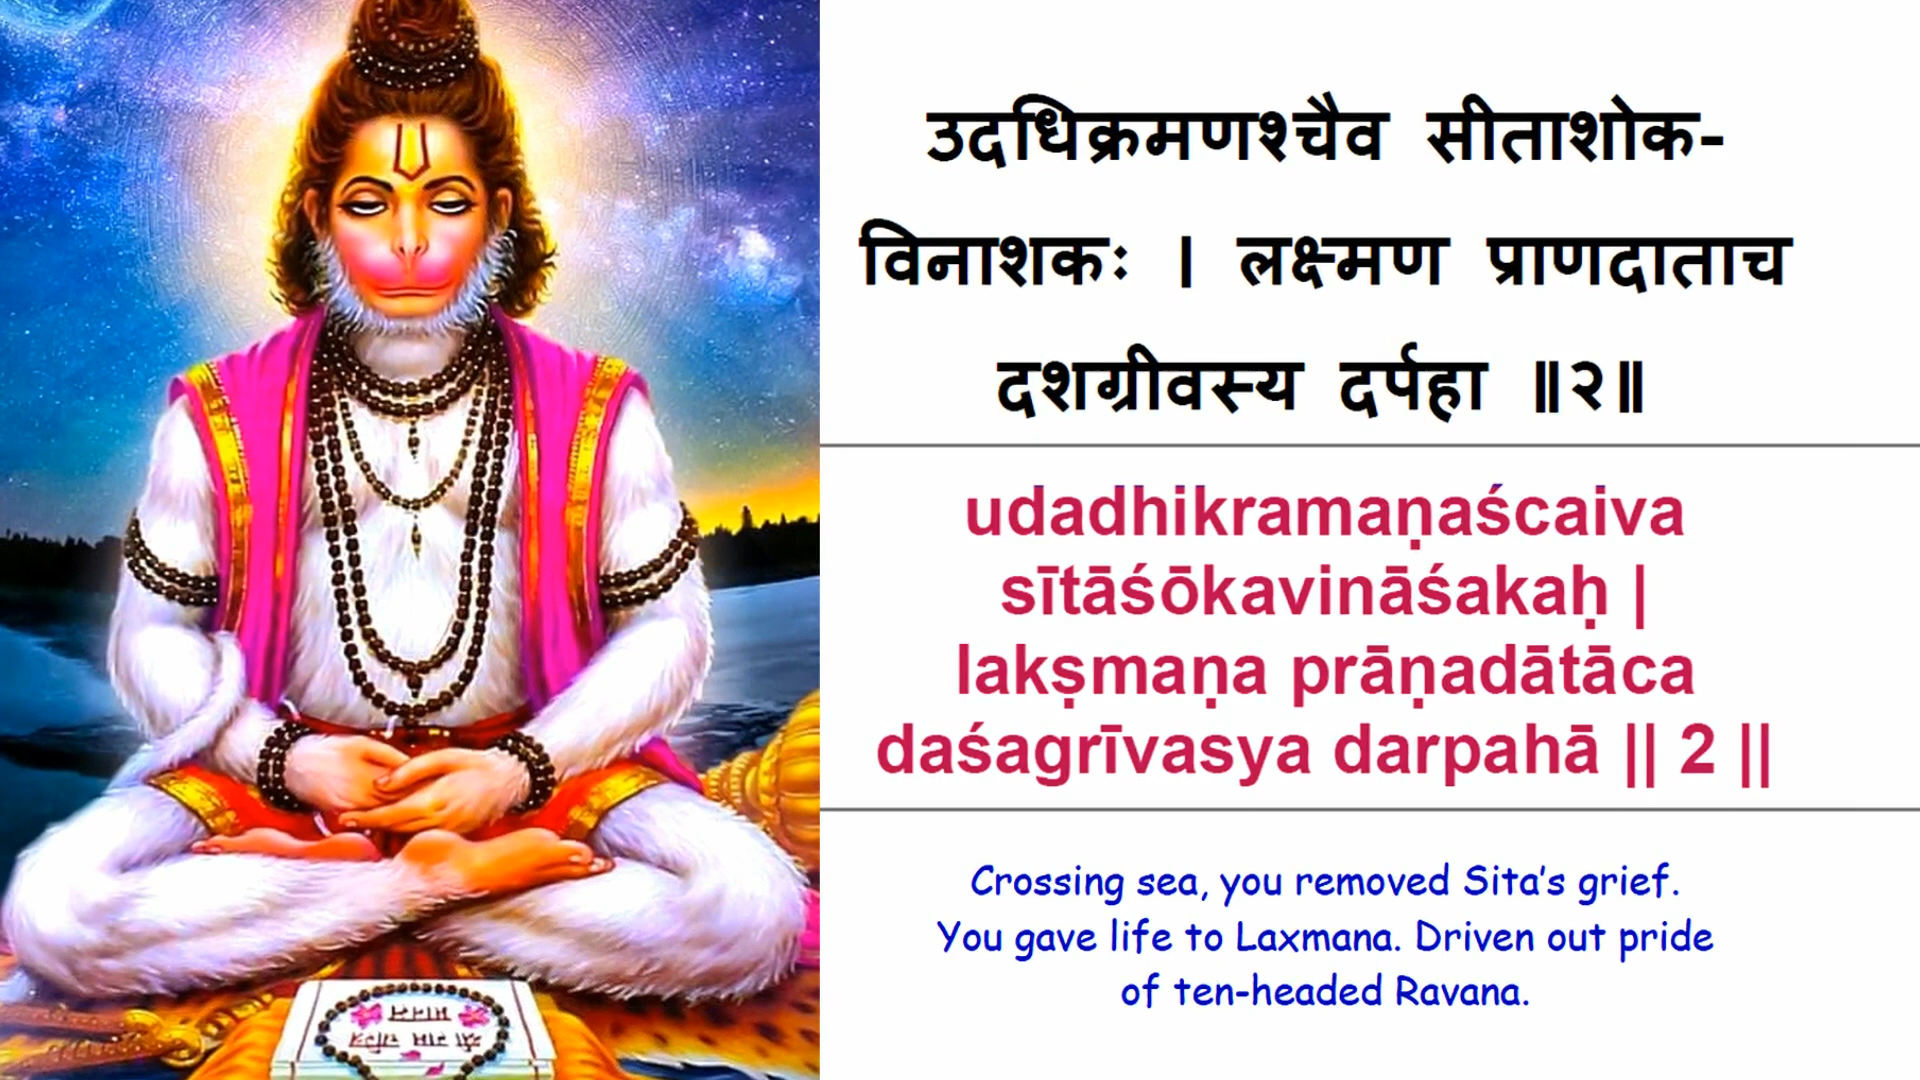 उदधिक्रमणश्चैव सीताशोक-
विनाशकः । लक्ष्मण प्राणदाताच
दशग्रीवस्य दर्पहा ॥२॥
udadhikramaṇaścaiva
sītāśōkavināśakaḥ |
lakṣmaṇa prāṇadātāca
daśagrīvasya darpahā || 2 ||
Crossing sea, you removed Sita's grief.
You gave life to Laxmana. Driven out pride
of ten-headed Ravana.